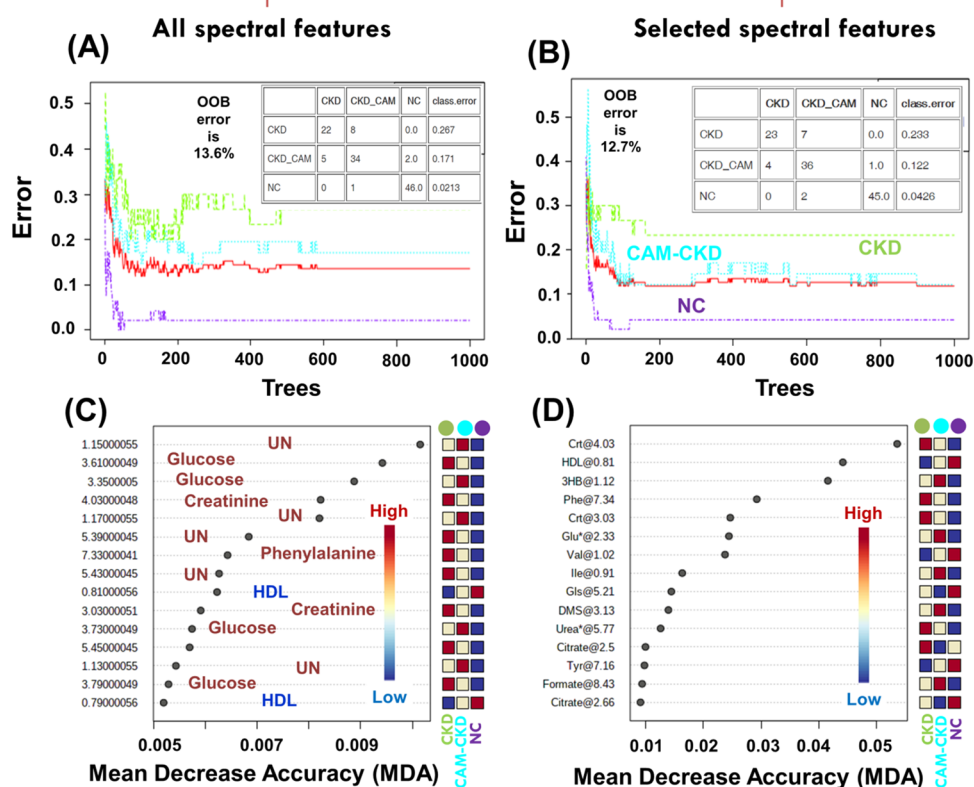 All spectral features
Selected spectral features
(A)
OOB
error
is
13.6%
CKD CKD_CAM NC class.error
CKD 22 8 0.0 0.267
CKD_CAM 5 34 2.0 0.171
NC 0 1 46.0 0.0213
Error
0.5
0.4
0.3
0.2
0.1
0.0
0 200 400 600 800 1000
Trees
(B)
OOB
error
is
12.7%
CKD CKD_CAM NC class.error
CKD 23 7 0.0 0.233
CKD_CAM 4 36 1.0 0.122
NC 0 2 45.0 0.0426
Error
0.5
0.4
0.3
0.2
0.1
0.0
CAM-CKD
CKD
NC
0 200 400 600 800 1000
Trees
(C)
1.15000055 UN
3.61000049 Glucose
3.3500005 Glucose
4.03000048 Creatinine
1.17000055 UN
5.39000045 UN
7.33000041 Phenylalanine
5.43000045 UN
0.81000056 HDL
3.03000051 Creatinine
3.73000049 Glucose
5.45000045
1.13000055 UN
3.79000049 Glucose
0.79000056 HDL
High
Low
CKD
CAM-CKD
NC
0.005 0.007 0.009
Mean Decrease Accuracy (MDA)
(D)
Crt@4.03
HDL@0.81
3HB@1.12
Phe@7.34
Crt@3.03
Glu*@2.33
Val@1.02
Ile@0.91
Gls@5.21
DMS@3.13
Urea*@5.77
Citrate@2.5
Tyr@7.16
Formate@8.43
Citrate@2.66
High
Low
CKD
CAM-CKD
NC
0.01 0.02 0.03 0.04 0.05
Mean Decrease Accuracy (MDA)